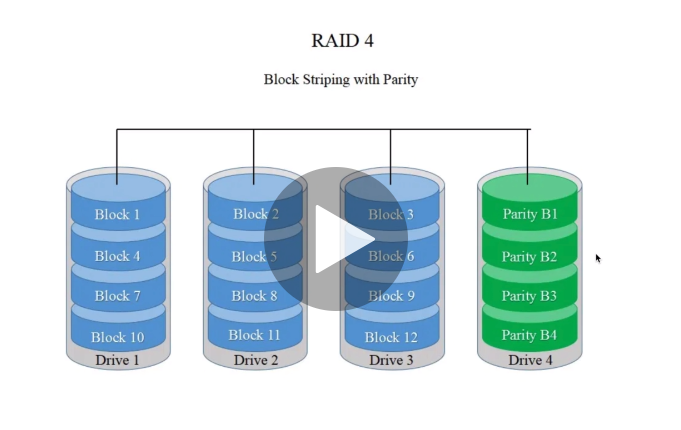 RAID 4
Block Striping with Parity
Block 1
Block 2
Block 3
Parity B1
Block 4
Block 5
Block 6
Parity B2
Block 7
Block 8
Block 9
Parity B3
Block 10
Block 11
Block 12
Parity B4
Drive 1
Drive 2
Drive 3
Drive 4